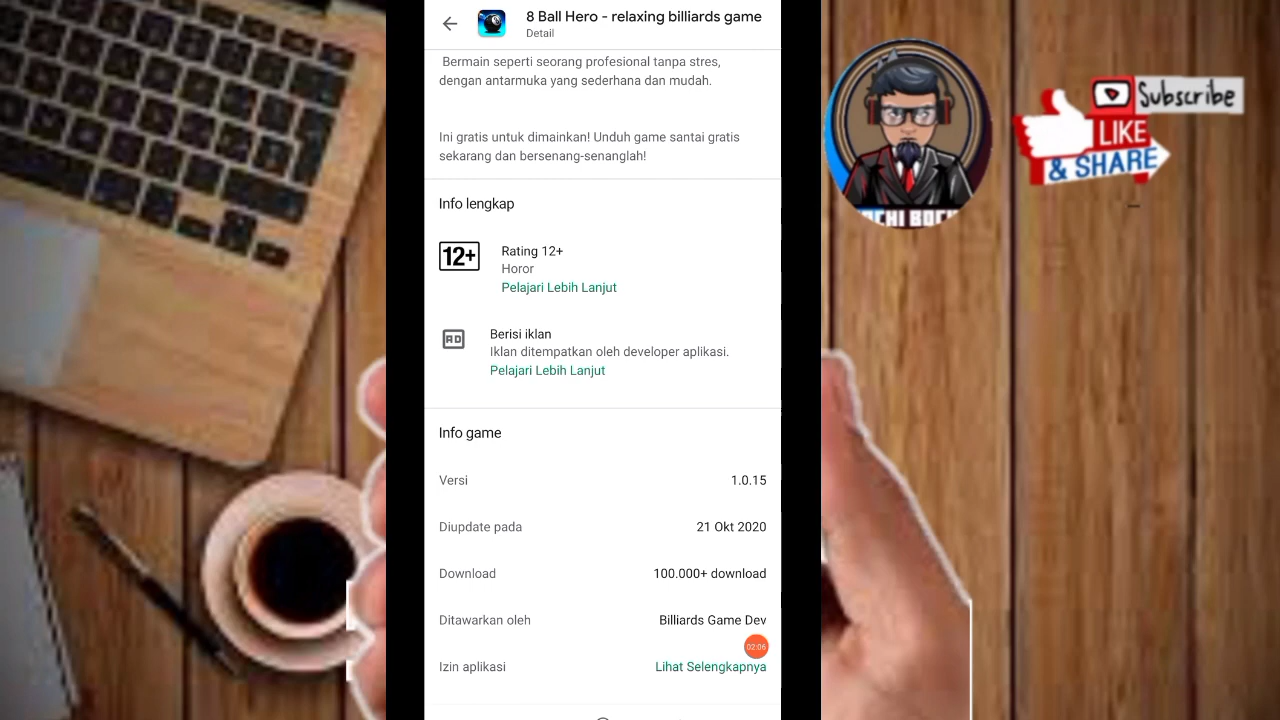 8 Ball Hero - relaxing billiards game
Detail
Bermain seperti seorang profesional tanpa stres,
dengan antarmuka yang sederhana dan mudah.
Ini gratis untuk dimainkan! Unduh game santai gratis
sekarang dan bersenang-senanglah!
Info lengkap
12+
Rating 12+
Horor
Pelajari Lebih Lanjut
AD
Berisi iklan
Iklan ditempatkan oleh developer aplikasi.
Pelajari Lebih Lanjut
Info game
Versi 1.0.15
Diupdate pada 21 Okt 2020
Download 100.000+ download
Ditawarkan oleh Billiards Game Dev
02:06
Izin aplikasi Lihat Selengkapnya
Subscribe
LIKE
& SHARE